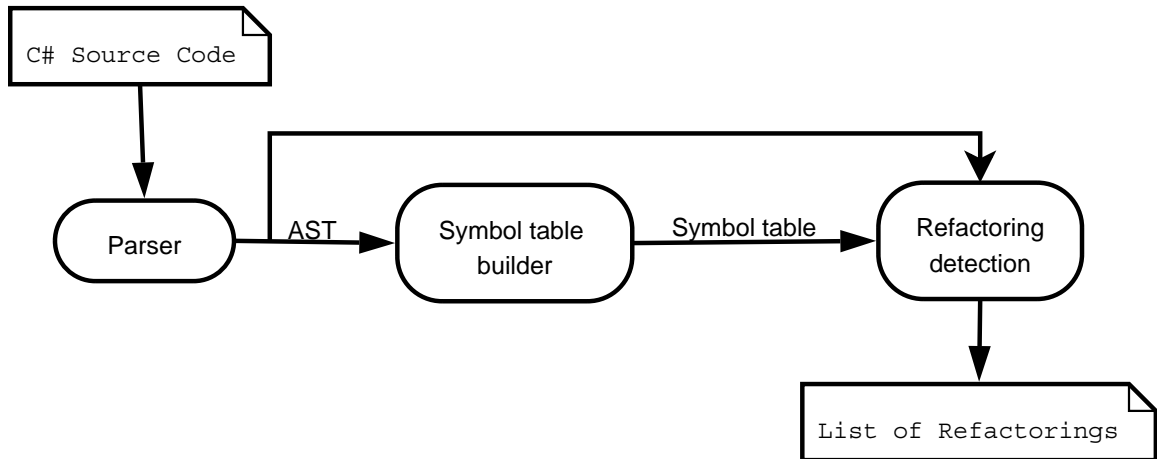 C# Source Code
Parser
AST
Symbol table
builder
Symbol table
Refactoring
detection
List of Refactorings